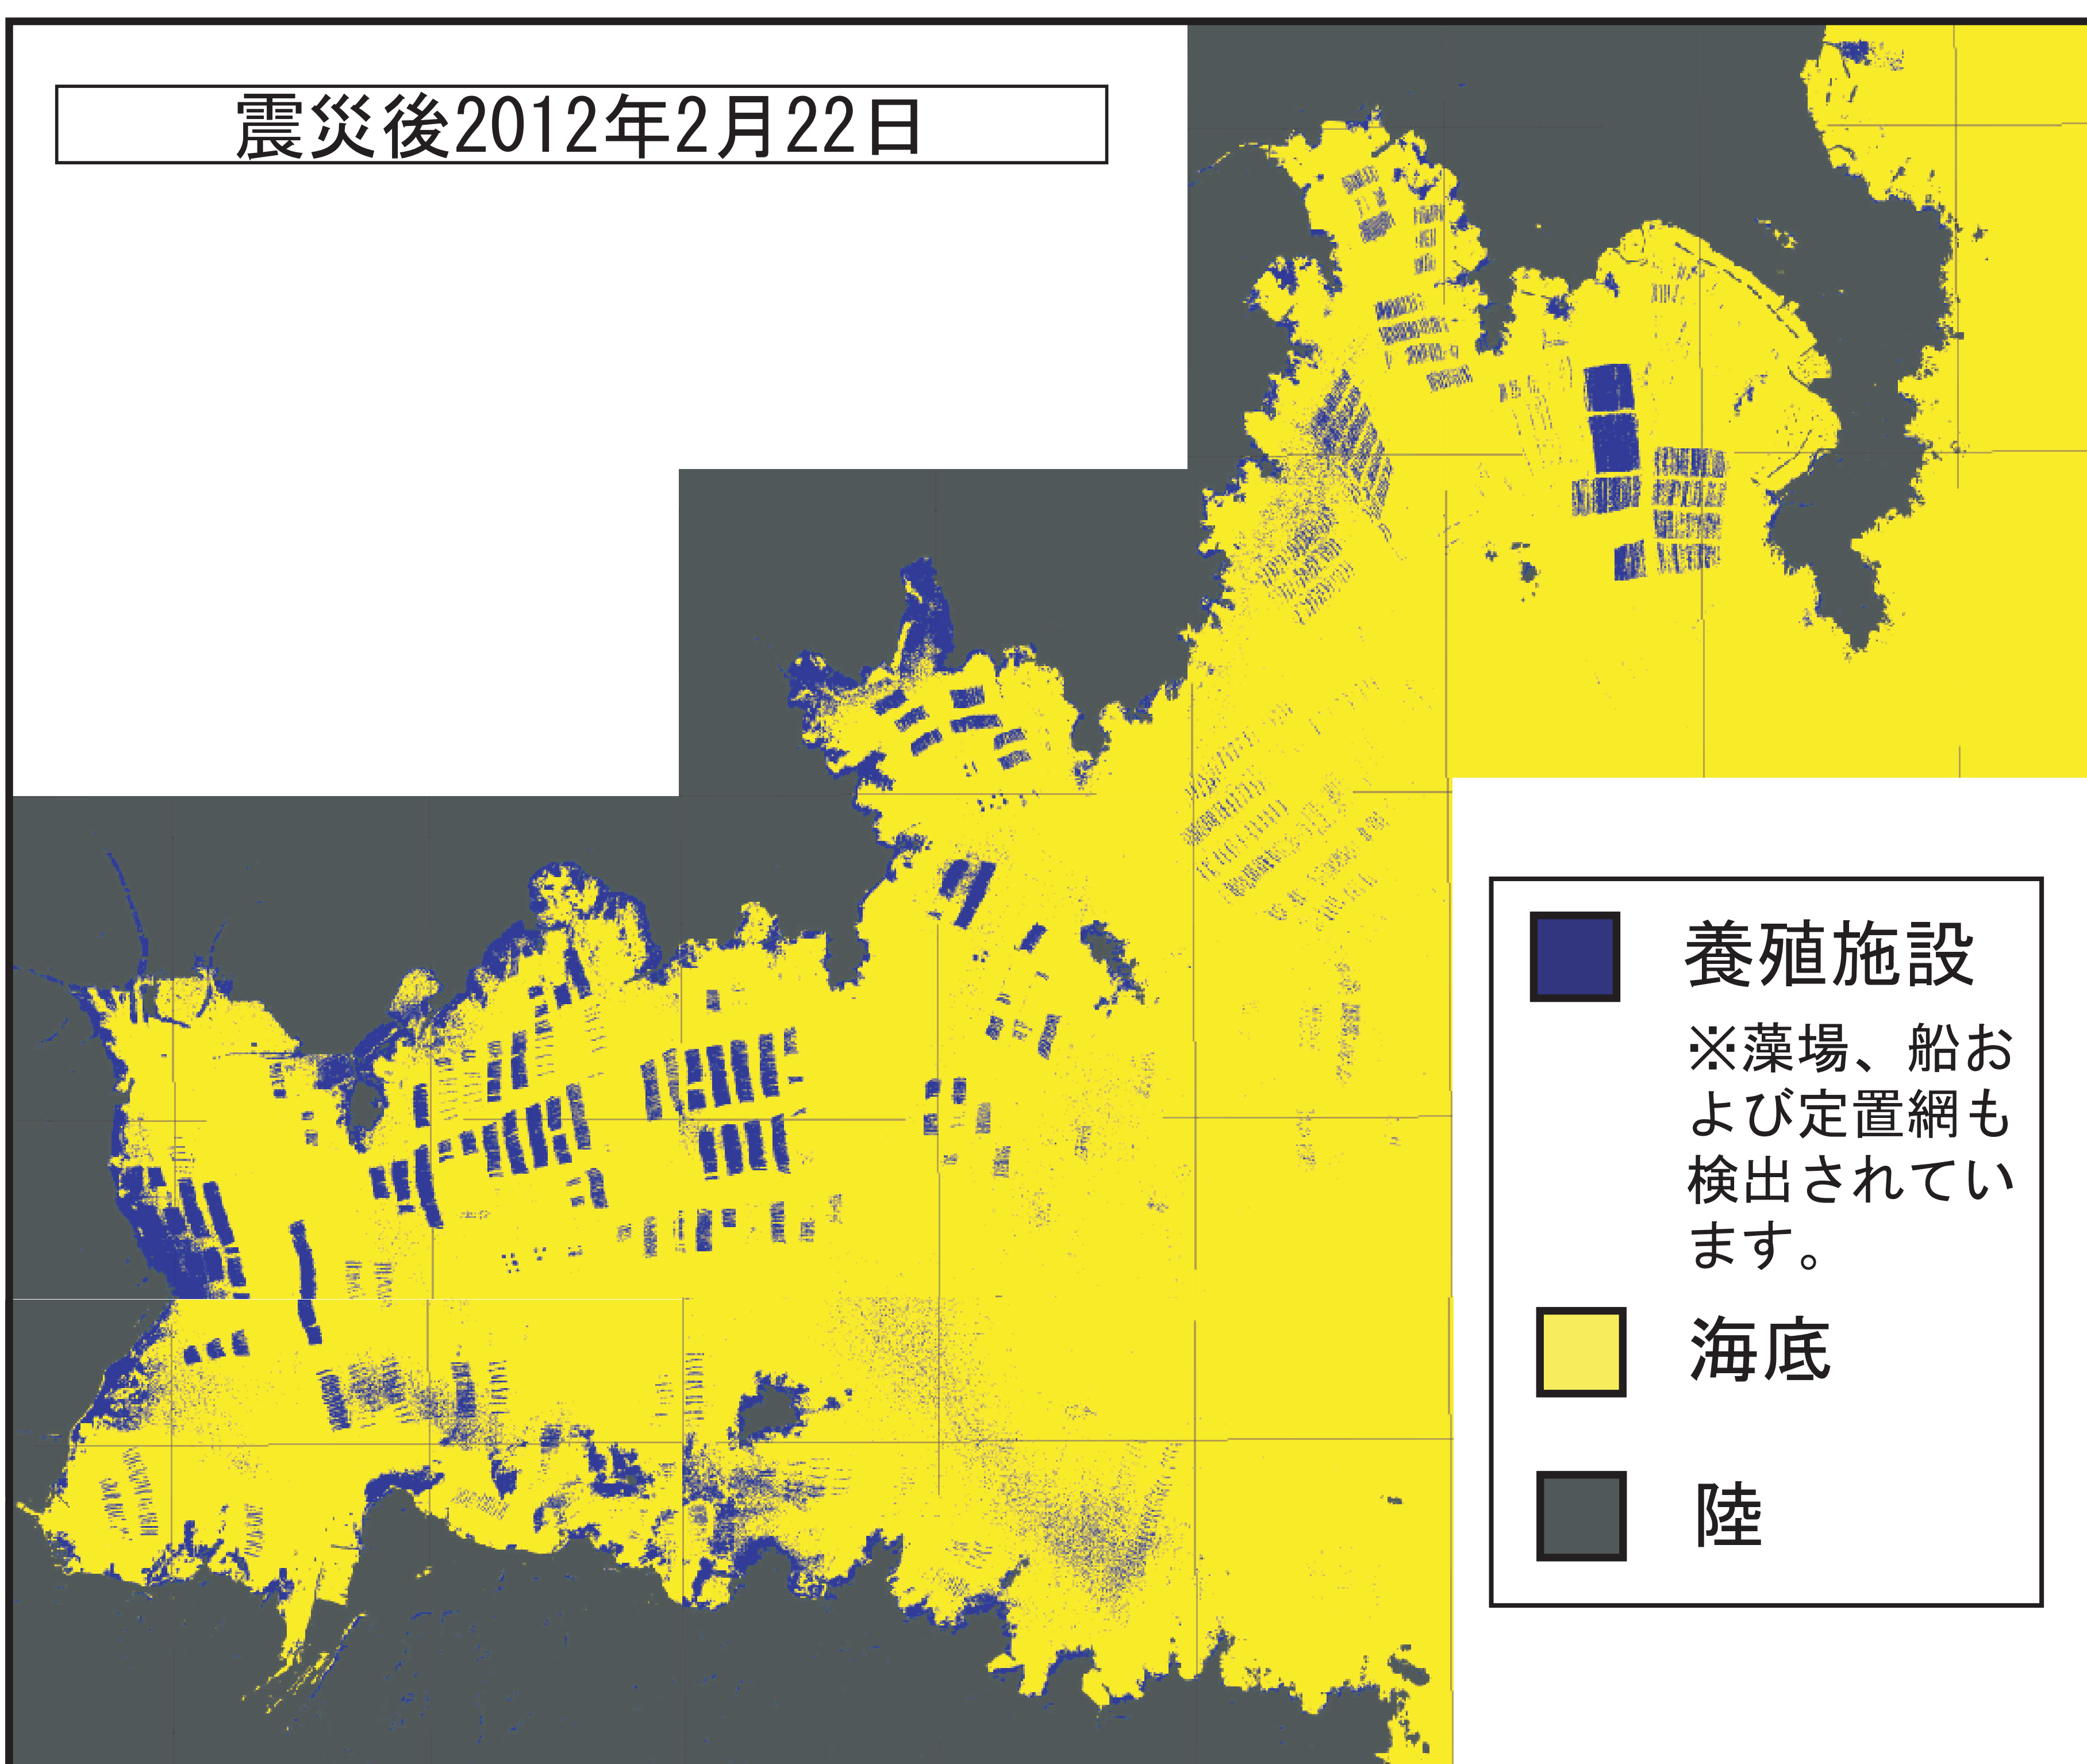 震災後2012年2月22日
養殖施設
※藻場、船お
よび定置網も
検出されてい
ます。
海底
陸